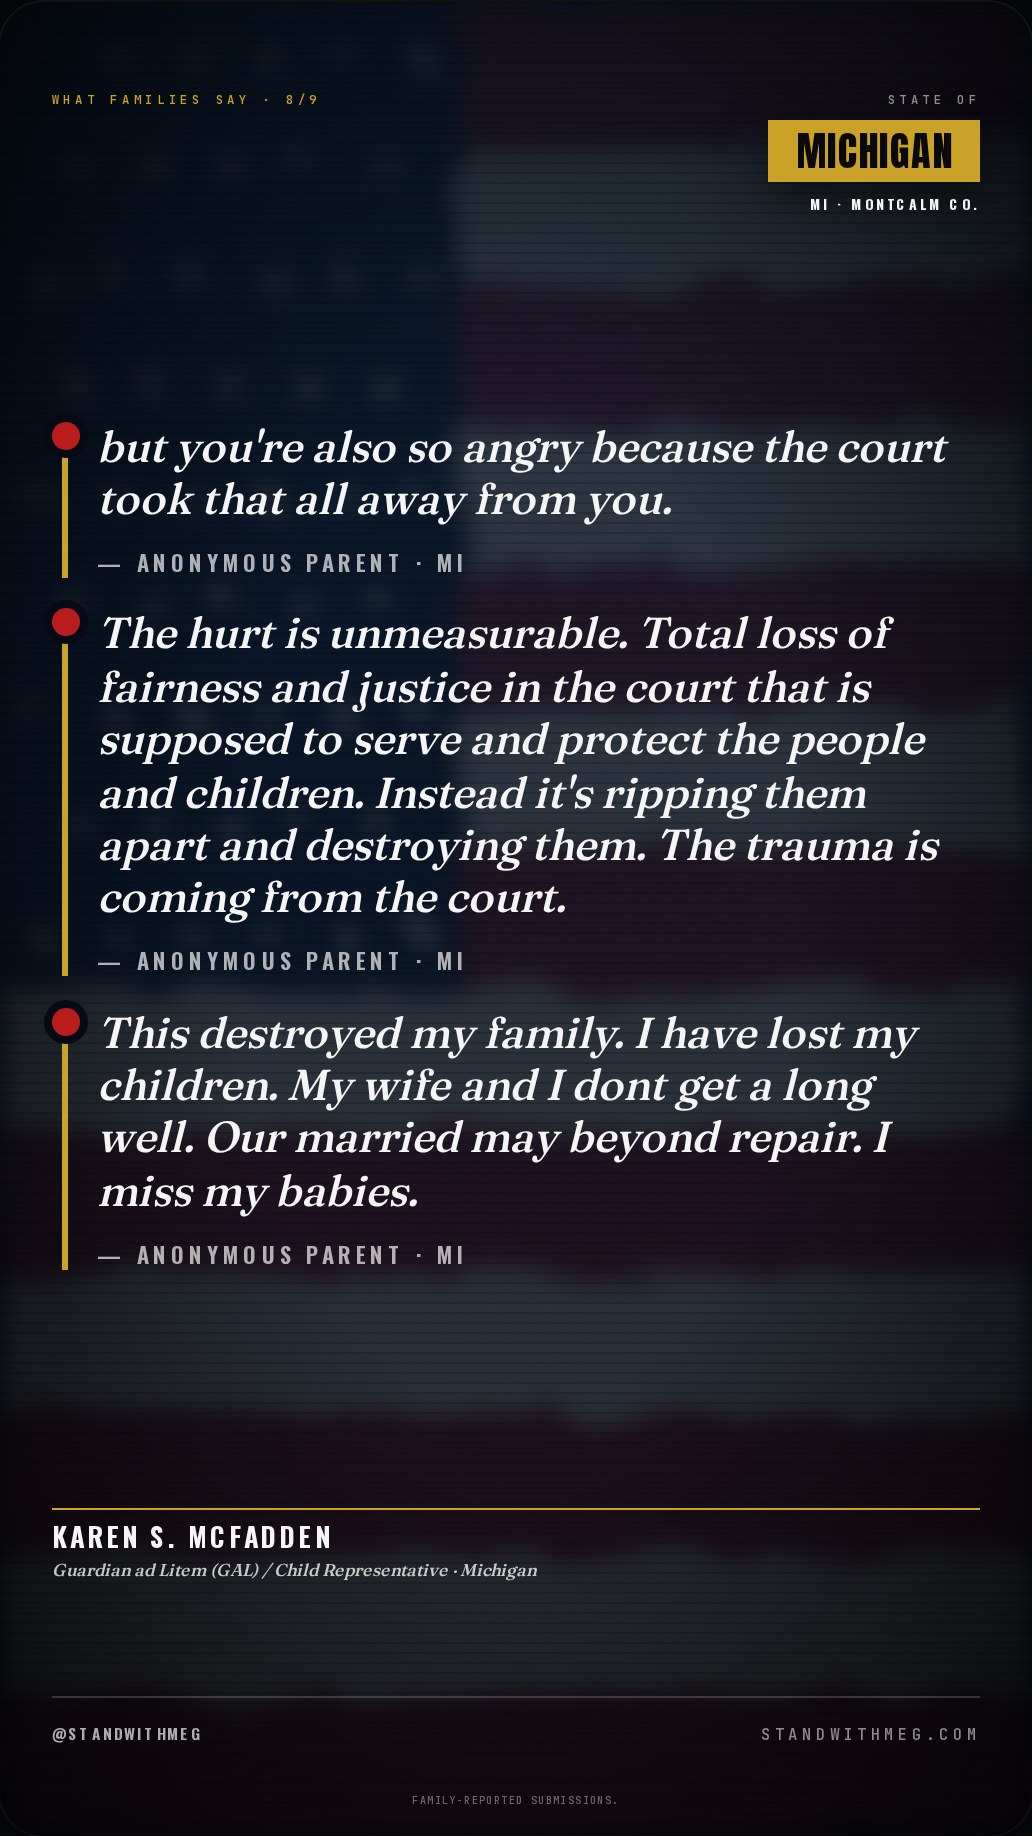 WHAT FAMILIES SAY · 8/9
STATE OF
MICHIGAN
MI · MONTCALM CO.
but you're also so angry because the court
took that all away from you.
— ANONYMOUS PARENT · MI
The hurt is unmeasurable. Total loss of
fairness and justice in the court that is
supposed to serve and protect the people
and children. Instead it's ripping them
apart and destroying them. The trauma is
coming from the court.
— ANONYMOUS PARENT · MI
This destroyed my family. I have lost my
children. My wife and I dont get a long
well. Our married may beyond repair. I
miss my babies.
— ANONYMOUS PARENT · MI
KAREN S. MCFADDEN
Guardian ad Litem (GAL) / Child Representative · Michigan
@STANDWITHMEG
STANDWITHMEG.COM
FAMILY-REPORTED SUBMISSIONS.